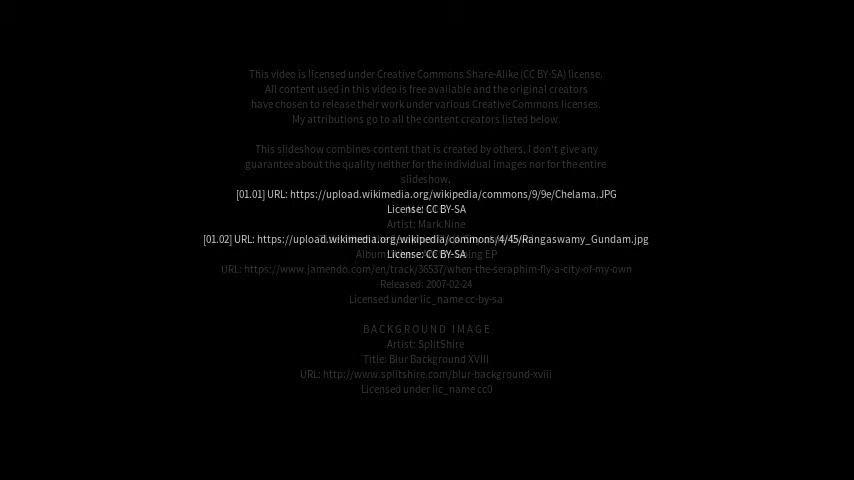 This video is licensed under Creative Commons Share-Alike (CC BY-SA) license.
All content used in this video is free available and the original creators
have chosen to release their work under various Creative Commons licenses.
My attributions go to all the content creators listed below.
This slideshow combines content that is created by others. I don't give any
guarantee about the quality neither for the individual images nor for the entire
slideshow.
[01.01] URL: https://upload.wikimedia.org/wikipedia/commons/9/9e/Chelama.JPG
License: CC BY-SA
Artist: Mark.Nine
[01.02] URL: https://upload.wikimedia.org/wikipedia/commons/4/45/Rangaswamy_Gundam.jpg
License: CC BY-SA
Album: EP
URL: https://www.jamendo.com/en/track/36537/when-the-seraphim-fly-a-city-of-my-own
Released: 2007-02-24
Licensed under lic_name cc-by-sa
BACKGROUND IMAGE
Artist: SplitShire
Title: Blur Background XVIII
URL: http://www.splitshire.com/blur-background-xviii
Licensed under lic_name cc0